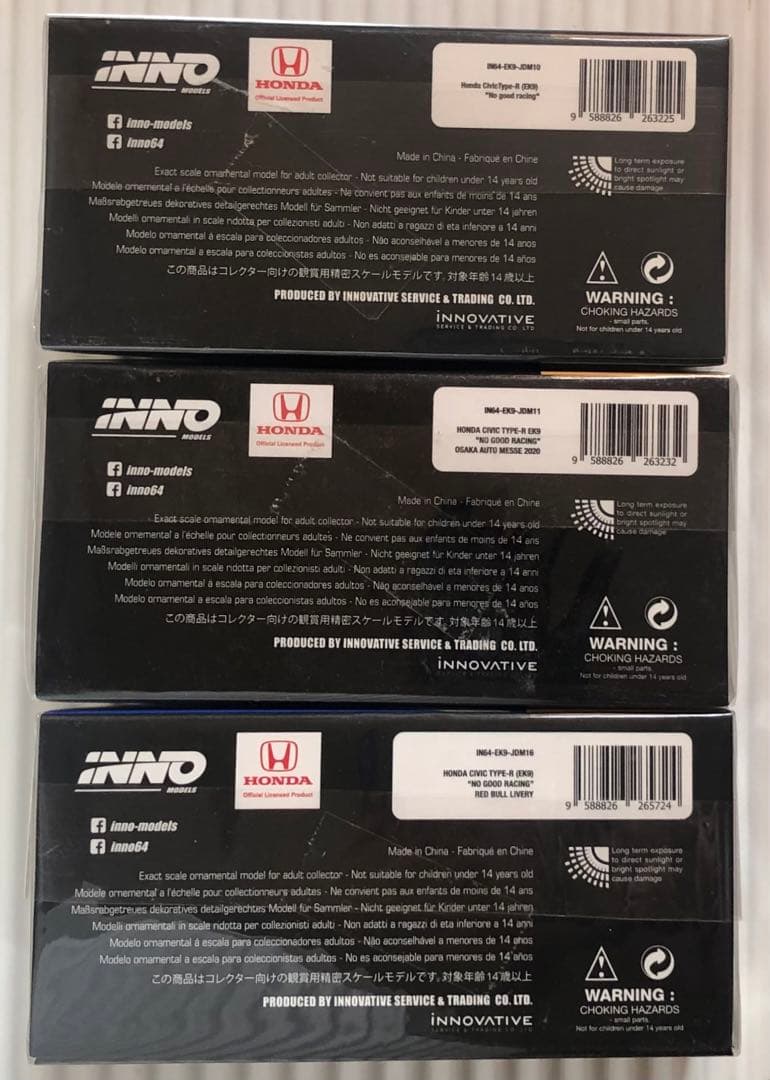 INNO
MODELS
HONDA
Official Licensed Product
IN64-EK9-JDM10
Honda CivicType-R (EK9)
"No good racing"
9 588826 263225
inno-models
inno64
Made in China - Fabriqué en Chine
Exact scale ornamental model for adult collector - Not suitable for children under 14 years old
Modele ornemental a l'échelle pour collectionneurs adultes - Ne convient pas aux enfants de moins de 14 ans
Maßsrabgetreues dekoratives detailgerechtes Modell für Sammler - Nicht geeignet für Kinder unter 14 jahren
Modelli ornamentali in scale ridotta per collezionisti adulti - Non adatti a ragazzi di eta inferiore a 14 anni
Modelo ornamental à escala para coleccionadores adultos - Não aconselhável a menores de 14 anos
Modelo ornamental a escala para coleccionistas adultos - No es aconsejable para menores de 14 años
この商品はコレクター向けの観賞用精密スケールモデルです。対象年齢14歳以上
PRODUCED BY INNOVATIVE SERVICE & TRADING CO. LTD.
INNOVATIVE
SERVICE & TRADING CO. LTD
Long term exposure
to direct sunlight or
bright spotlight may
cause damage
WARNING :
CHOKING HAZARDS
- small parts.
Not for children under 14 years old
INNO
MODELS
HONDA
Official Licensed Product
IN64-EK9-JDM11
HONDA CIVIC TYPE-R EK9
"NO GOOD RACING"
OSAKA AUTO MESSE 2020
9 588826 263232
inno-models
inno64
Made in China - Fabriqué en Chine
Exact scale ornamental model for adult collector - Not suitable for children under 14 years old
Modele ornemental a l'échelle pour collectionneurs adultes - Ne convient pas aux enfants de moins de 14 ans
Maßsrabgetreues dekoratives detailgerechtes Modell für Sammler - Nicht geeignet für Kinder unter 14 jahren
Modelli ornamentali in scale ridotta per collezionisti adulti - Non adatti a ragazzi di eta inferiore a 14 anni
Modelo ornamental à escala para coleccionadores adultos - Não aconselhável a menores de 14 anos
Modelo ornamental a escala para coleccionistas adultos - No es aconsejable para menores de 14 años
この商品はコレクター向けの観賞用精密スケールモデルです。対象年齢14歳以上
PRODUCED BY INNOVATIVE SERVICE & TRADING CO. LTD.
INNOVATIVE
SERVICE & TRADING CO. LTD
Long term exposure
to direct sunlight or
bright spotlight may
cause damage
WARNING :
CHOKING HAZARDS
- small parts.
Not for children under 14 years old
INNO
MODELS
HONDA
Official Licensed Product
IN64-EK9-JDM16
HONDA CIVIC TYPE-R (EK9)
"NO GOOD RACING"
RED BULL LIVERY
9 588826 265724
inno-models
inno64
Made in China - Fabriqué en Chine
Exact scale ornamental model for adult collector - Not suitable for children under 14 years old
Modele ornemental a l'échelle pour collectionneurs adultes - Ne convient pas aux enfants de moins de 14 ans
Maßsrabgetreues dekoratives detailgerechtes Modell für Sammler - Nicht geeignet für Kinder unter 14 jahren
Modelli ornamentali in scale ridotta per collezionisti adulti - Non adatti a ragazzi di eta inferiore a 14 anni
Modelo ornamental á escala para coleccionadores adultos - Não aconselhável a menores de 14 anos
Modelo ornamental a escala para coleccionistas adultos - No es aconsejable para menores de 14 años
この商品はコレクター向けの観賞用精密スケールモデルです。対象年齢14歳以上
PRODUCED BY INNOVATIVE SERVICE & TRADING CO. LTD.
INNOVATIVE
SERVICE & TRADING CO. LTD
Long term exposure
to direct sunlight or
bright spotlight may
cause damage
WARNING :
CHOKING HAZARDS
- small parts.
Not for children under 14 years old